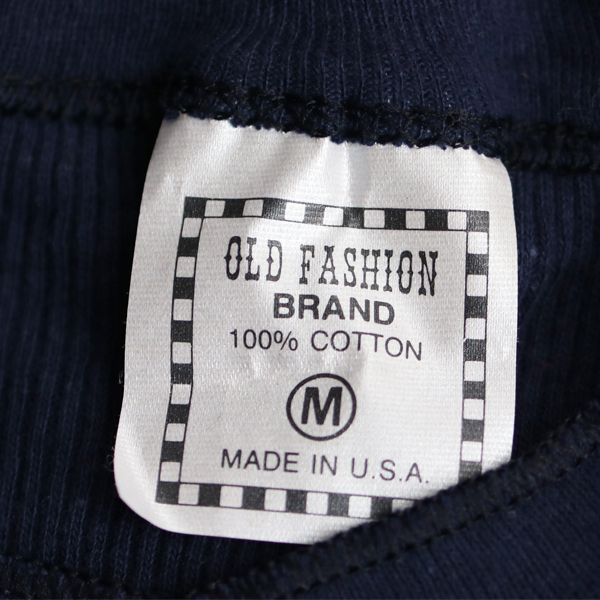 OLD FASHION
BRAND
100% COTTON
M
MADE IN U.S.A.